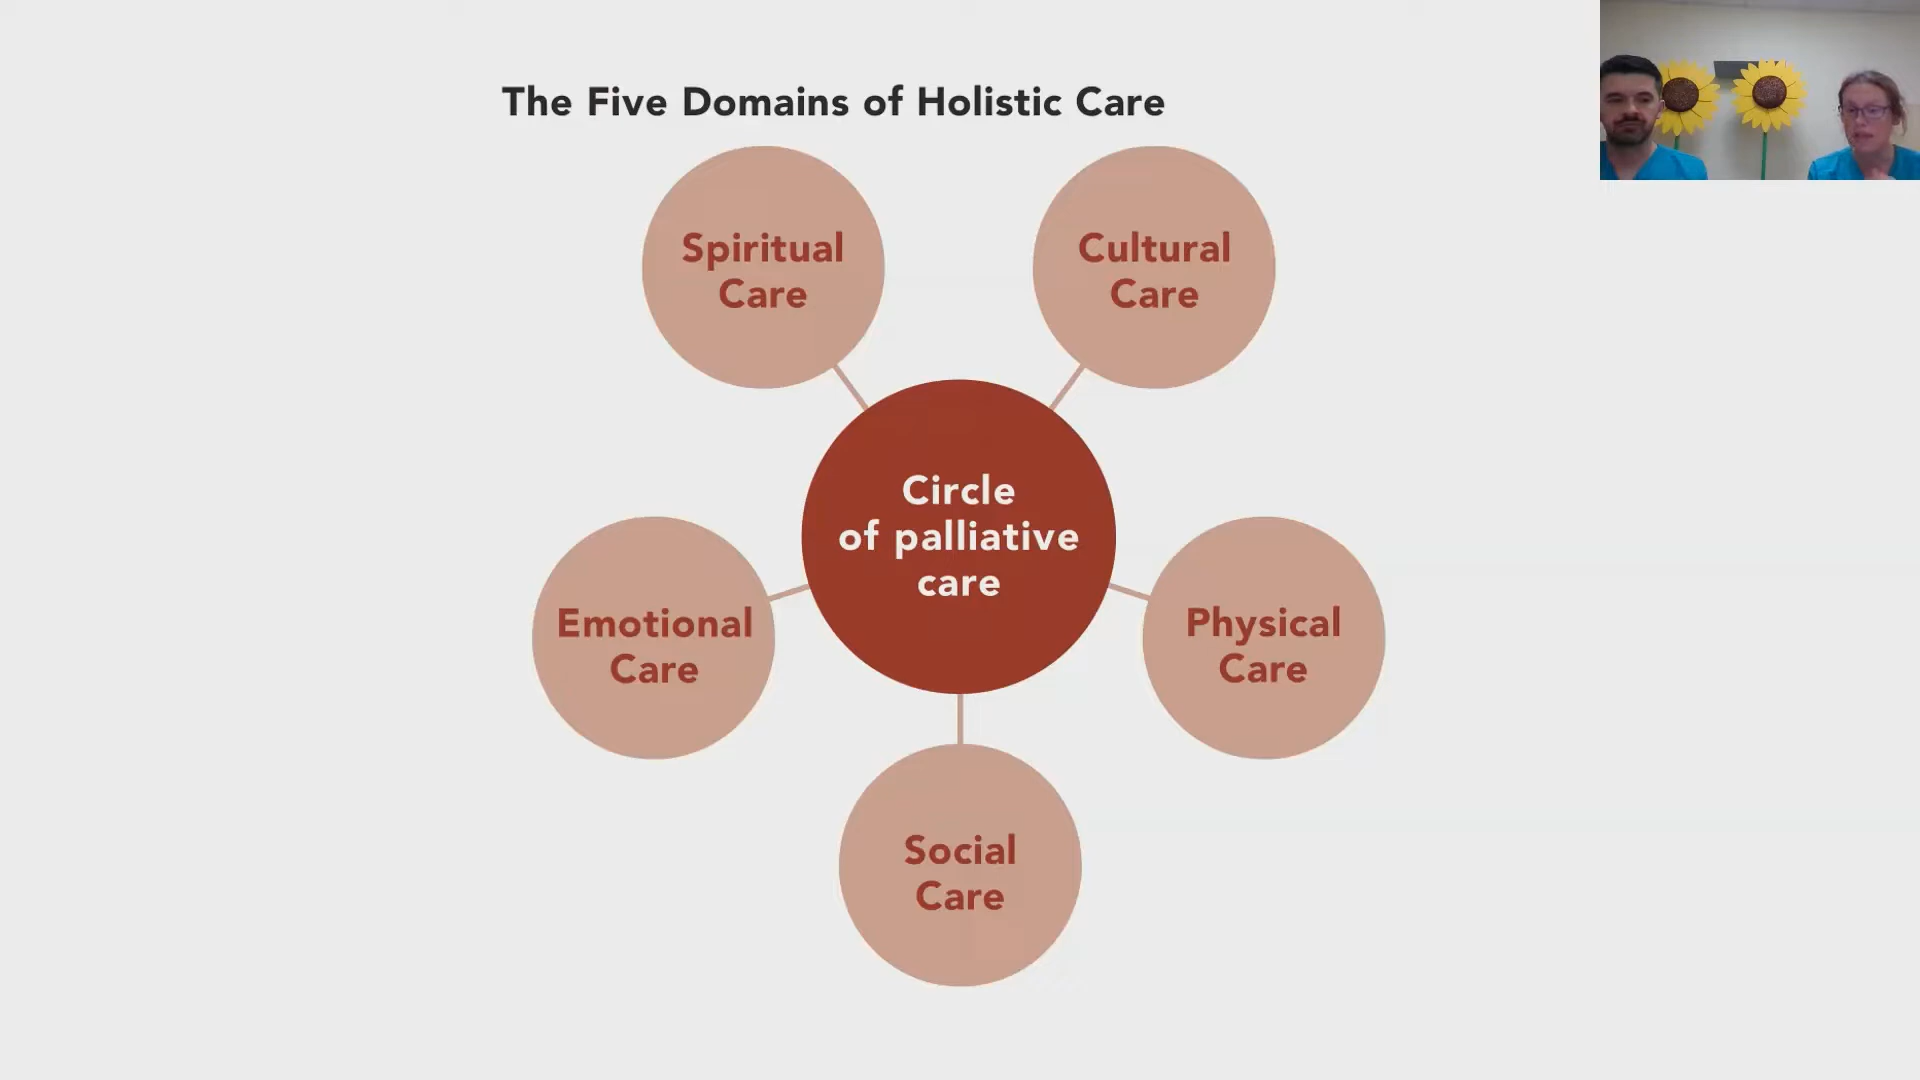 The Five Domains of Holistic Care
Spiritual
Care
Cultural
Care
Circle
of palliative
care
Emotional
Care
Physical
Care
Social
Care